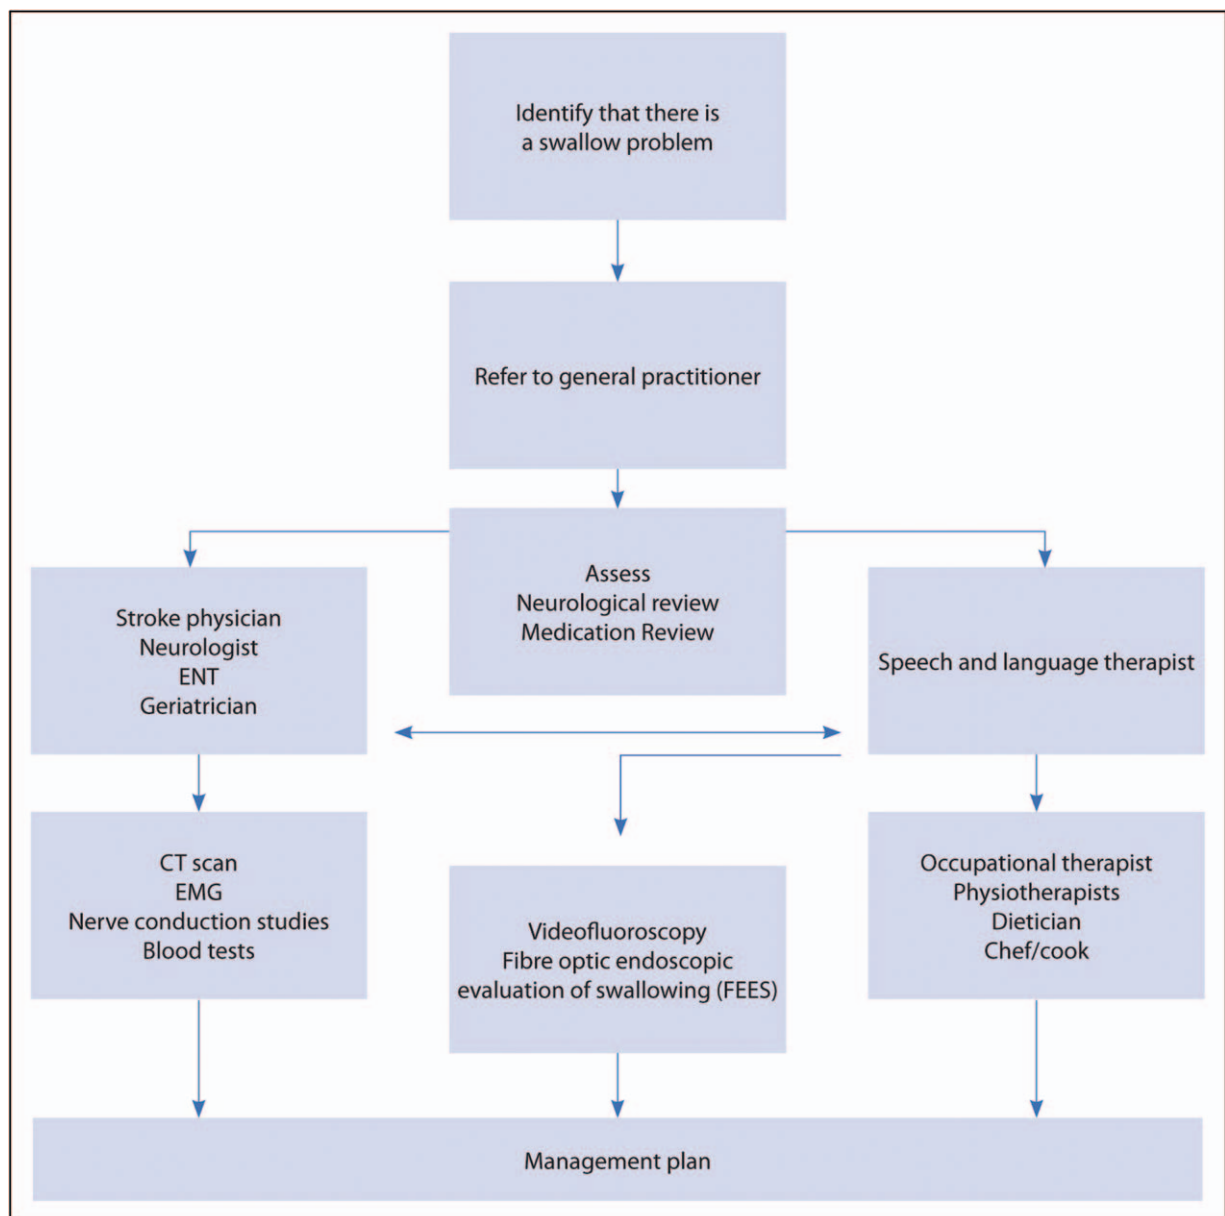 Identify that there is
a swallow problem
Refer to general practitioner
Assess
Neurological review
Medication Review
Stroke physician
Neurologist
ENT
Geriatrician
Speech and language therapist
CT scan
EMG
Nerve conduction studies
Blood tests
Videofluoroscopy
Fibre optic endoscopic
evaluation of swallowing (FEES)
Occupational therapist
Physiotherapists
Dietician
Chef/cook
Management plan